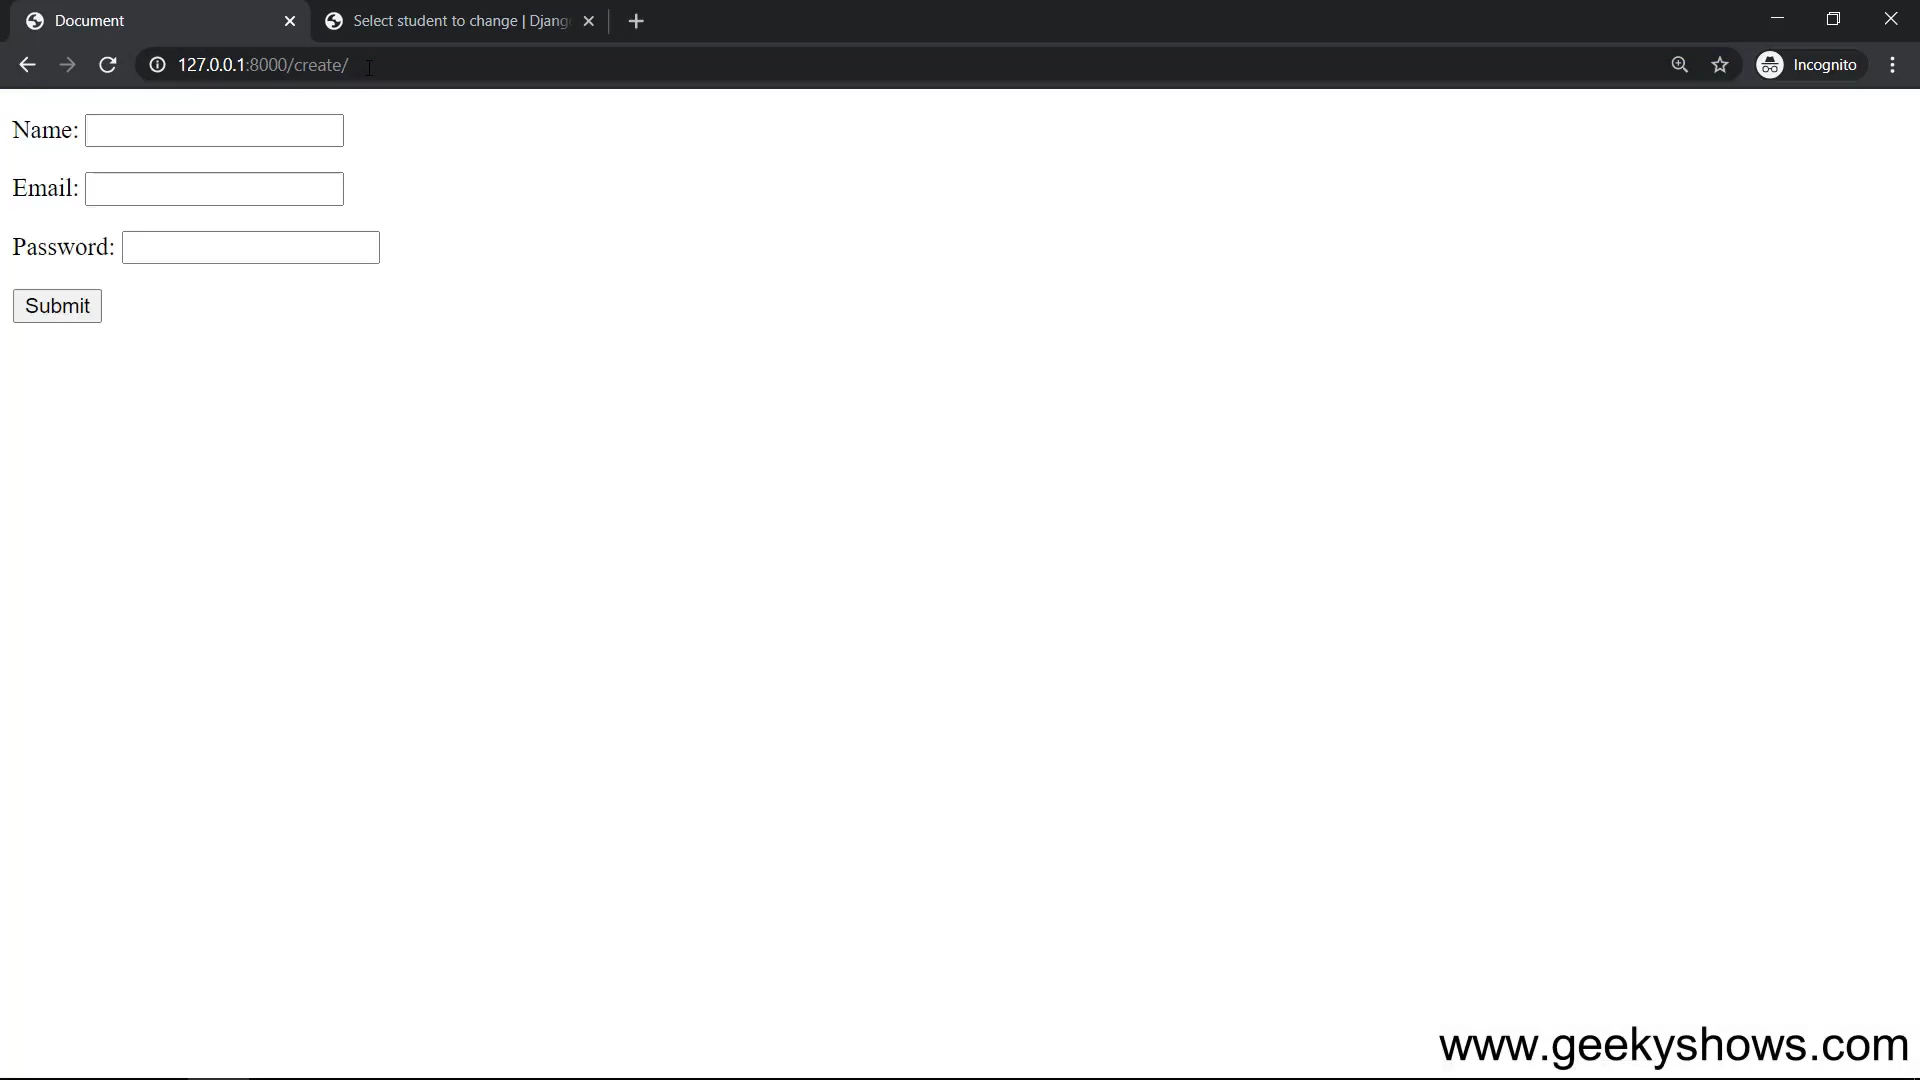 Document
Select student to change | Djang
127.0.0.1:8000/create/
Incognito
Name:
Email:
Password:
Submit
www.geekyshows.com